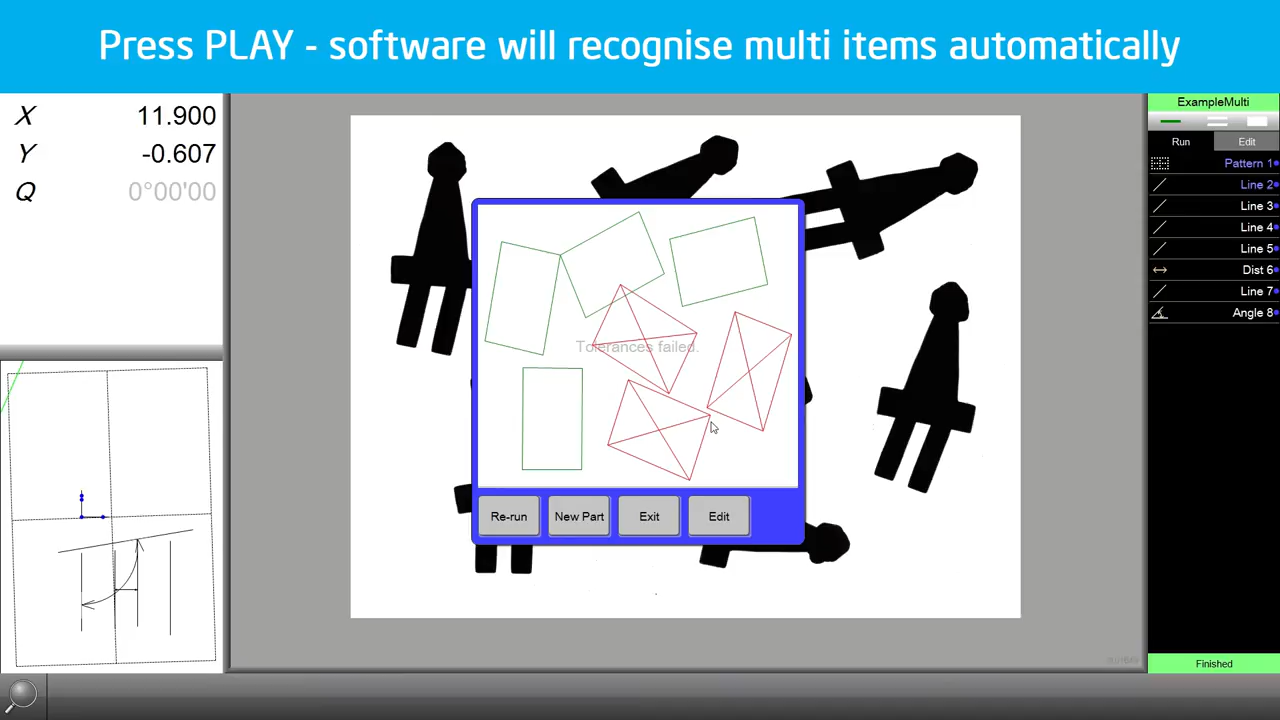 Press PLAY - software will recognise multi items automatically
X 11.900
Y -0.607
Q 0°00'00
Tolerances failed.
Re-run
New Part
Exit
Edit
ExampleMulti
Run Edit
Pattern 1
Line 2
Line 3
Line 4
Line 5
Dist 6
Line 7
Angle 8
Finished